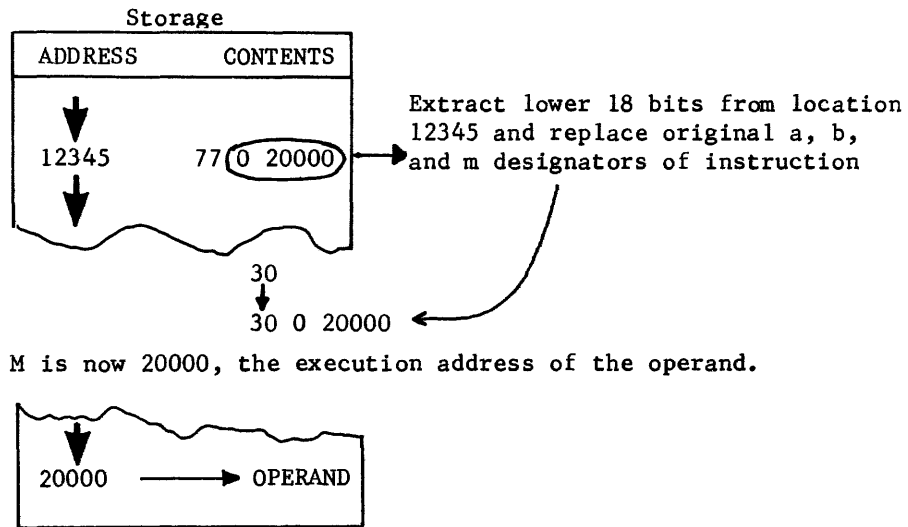 Storage
ADDRESS CONTENTS
12345 77 0 20000
Extract lower 18 bits from location
12345 and replace original a, b,
and m designators of instruction
30
30 0 20000
M is now 20000, the execution address of the operand.
20000 OPERAND